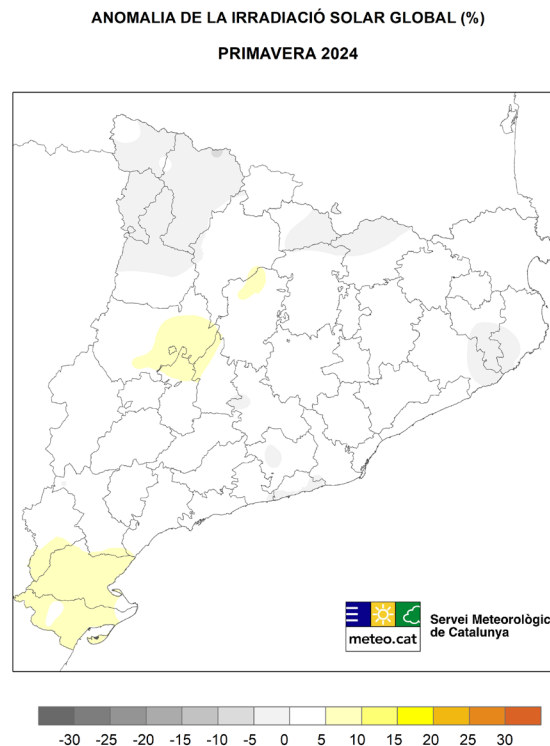 ANOMALIA DE LA IRRADIACIÓ SOLAR GLOBAL (%)
PRIMAVERA 2024
meteo.cat
Servei Meteorològic
de Catalunya
-30 -25 -20 -15 -10 -5 0 5 10 15 20 25 30